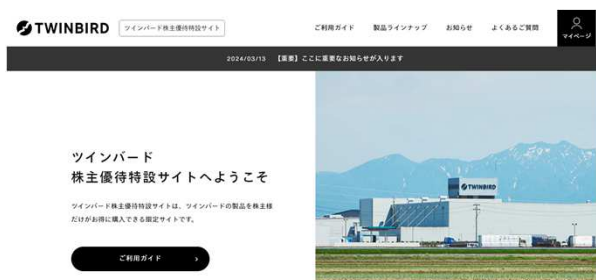 TWINBIRD
ツインバード株主優待特設サイト
ご利用ガイド
製品ラインナップ
お知らせ
よくあるご質問
マイページ
2024/03/13 【重要】ここに重要なお知らせが入ります
ツインバード
株主優待特設サイトへようこそ
ツインバード株主優待特設サイトは、ツインバードの製品を株主様
だけがお得に購入できる限定サイトです。
ご利用ガイド
TWINBIRD